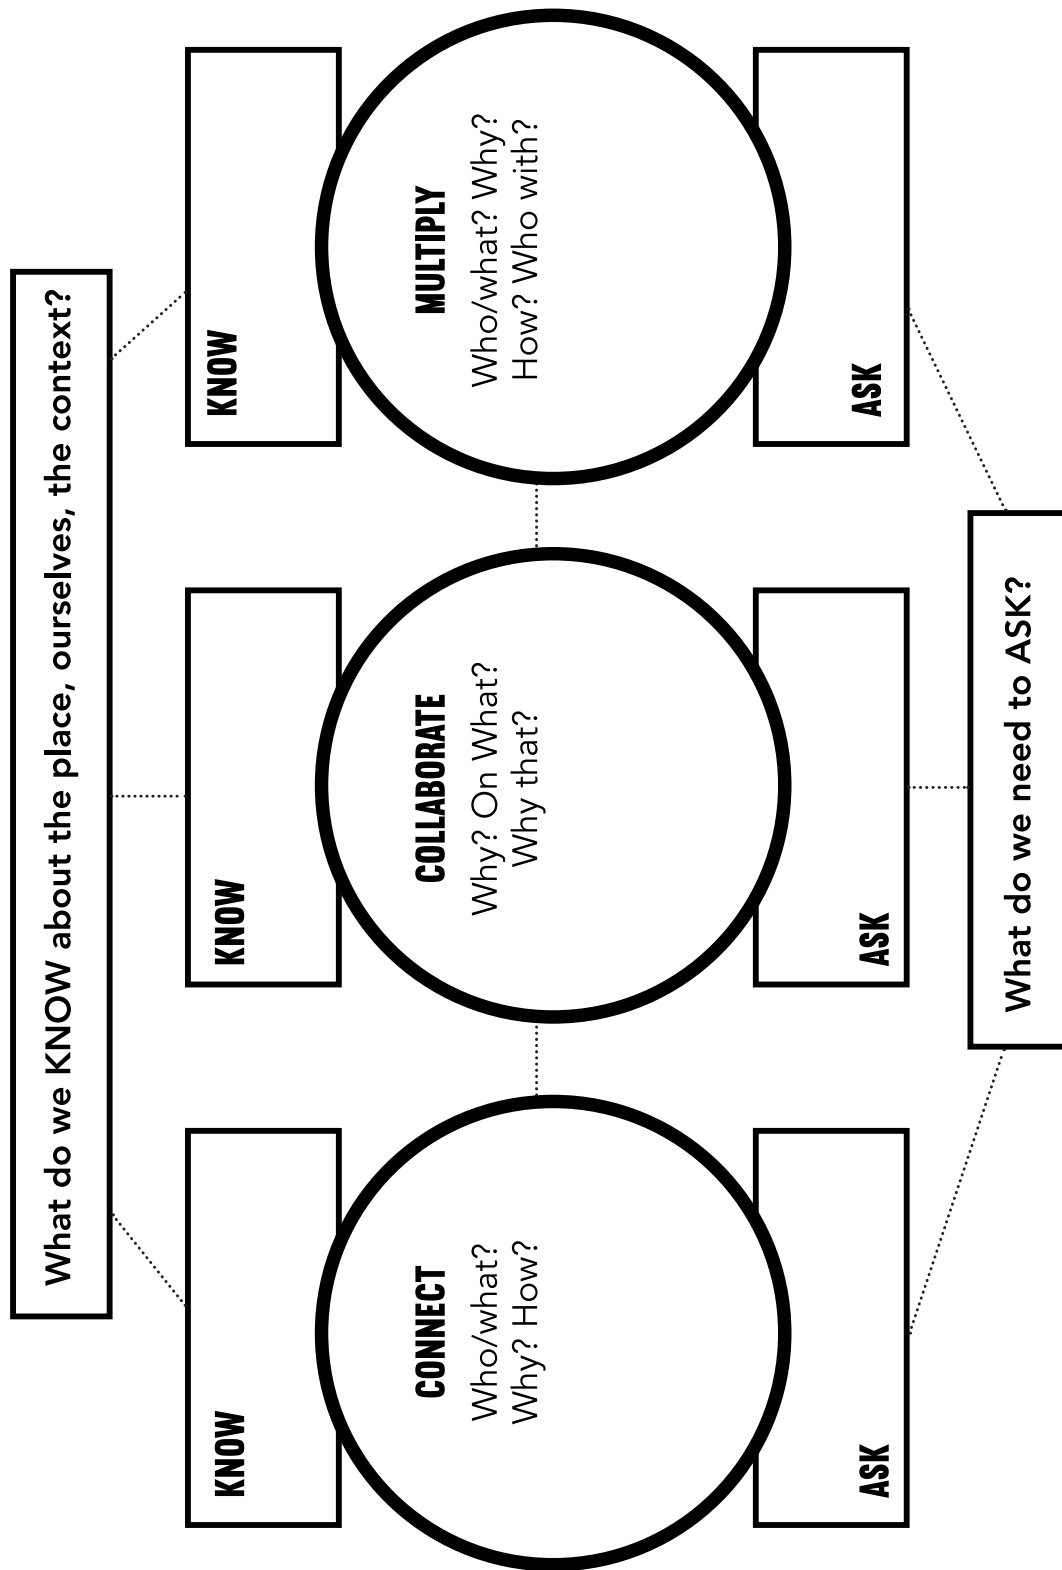 What do we KNOW about the place, ourselves, the context?
KNOW
KNOW
KNOW
CONNECT
Who/what?
Why? How?
COLLABORATE
Why? On What?
Why that?
MULTIPLY
Who/what? Why?
How? Who with?
ASK
ASK
ASK
What do we need to ASK?